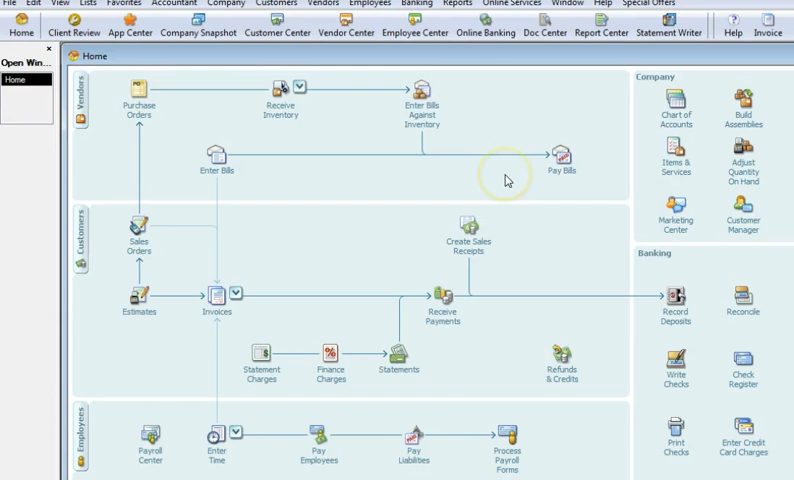 File Edit View Lists Favorites Accountant Company Customers Vendors Employees Banking Reports Online Services Window Help Special Offers
Home Client Review App Center Company Snapshot Customer Center Vendor Center Employee Center Online Banking Doc Center Report Center Statement Writer Help Invoice
Open Win...
Home
Home
Vendors
PO
Purchase
Orders
Receive
Inventory
Enter Bills
Against
Inventory
Enter Bills
Pay Bills
Customers
Sales
Orders
Create Sales
Receipts
Estimates
Invoices
Receive
Payments
Statement
Charges
Finance
Charges
Statements
Refunds
& Credits
Employees
Payroll
Center
Enter
Time
Pay
Employees
Pay
Liabilities
Process
Payroll
Forms
Company
Chart of
Accounts
Build
Assemblies
Items &
Services
Adjust
Quantity
On Hand
Marketing
Center
Customer
Manager
Banking
Record
Deposits
Reconcile
Write
Checks
Check
Register
Print
Checks
Enter Credit
Card Charges